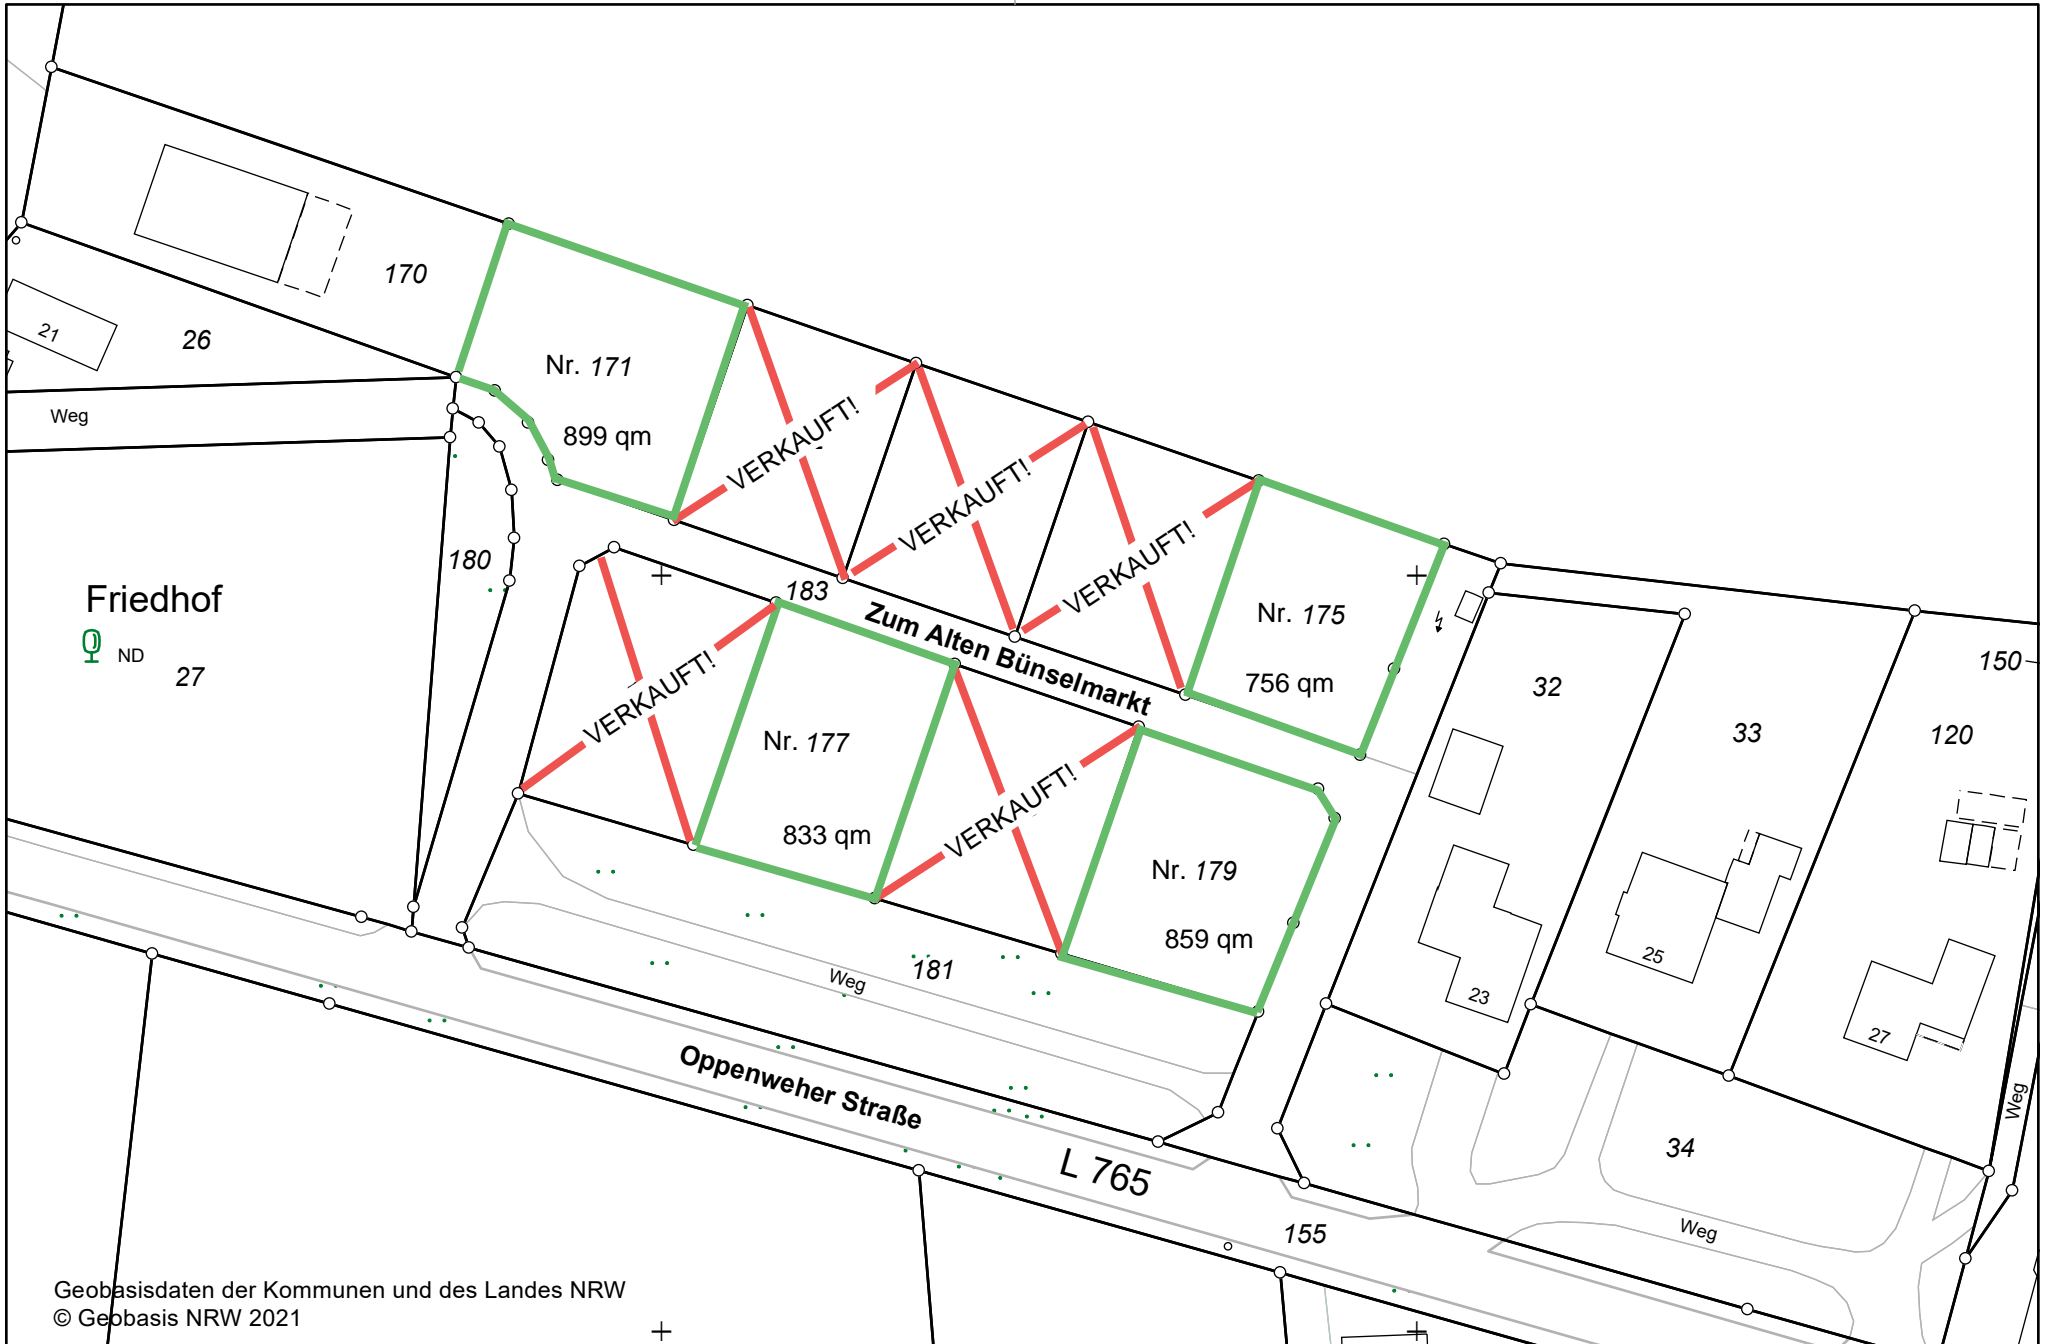 170
21
26
Weg
Nr. 171
899 qm
VERKAUFT!
VERKAUFT!
VERKAUFT!
Nr. 175
756 qm
180
183
Zum Alten Bünselmarkt
Friedhof
ND
27
VERKAUFT!
Nr. 177
833 qm
VERKAUFT!
Nr. 179
859 qm
32
33
150
120
23
25
27
181
Weg
Oppenweher Straße
L 765
155
34
Weg
Weg
Geobasisdaten der Kommunen und des Landes NRW
© Geobasis NRW 2021